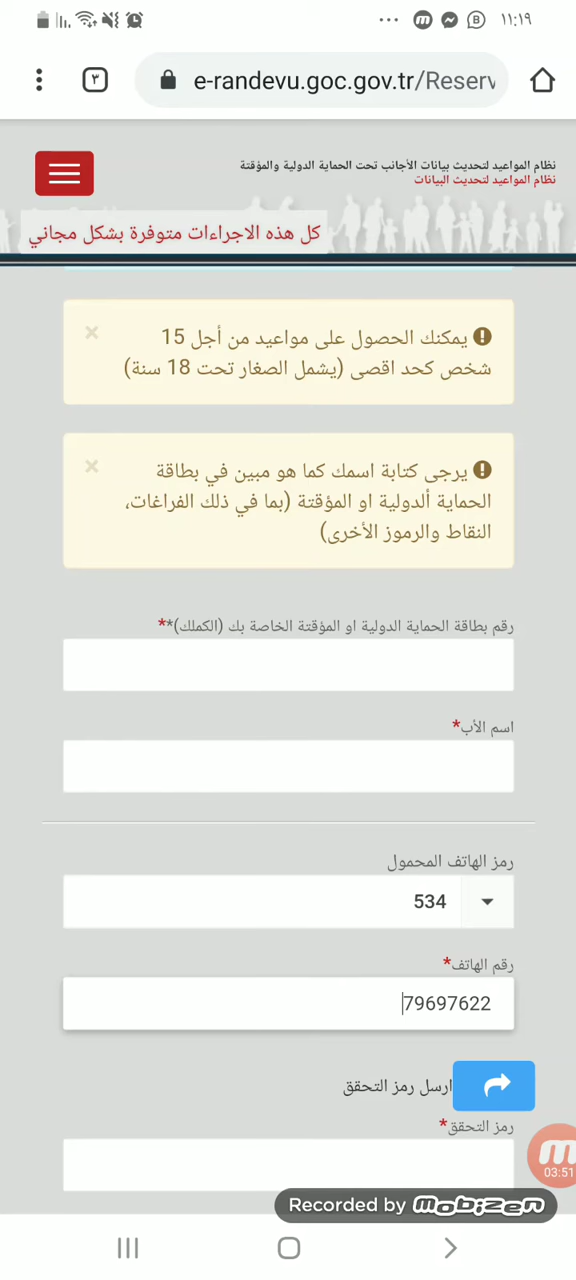 ١١:١٩
٣
e-randevu.goc.gov.tr/Reserv
نظام المواعيد لتحديث بيانات الأجانب تحت الحماية الدولية والمؤقتة
نظام المواعيد لتحديث البيانات
كل هذه الاجراءات متوفرة بشكل مجاني
يمكنك الحصول على مواعيد من أجل 15
شخص كحد اقصى (يشمل الصغار تحت 18 سنة)
يرجى كتابة اسمك كما هو مبين في بطاقة
الحماية ألدولية او المؤقتة (بما في ذلك الفراغات،
النقاط والرموز الأخرى)
رقم بطاقة الحماية الدولية او المؤقتة الخاصة بك (الكملك)**
اسم الأب*
رمز الهاتف المحمول
534
رقم الهاتف*
79697622
ارسل رمز التحقق
رمز التحقق*
03:51
Recorded by Mobizen